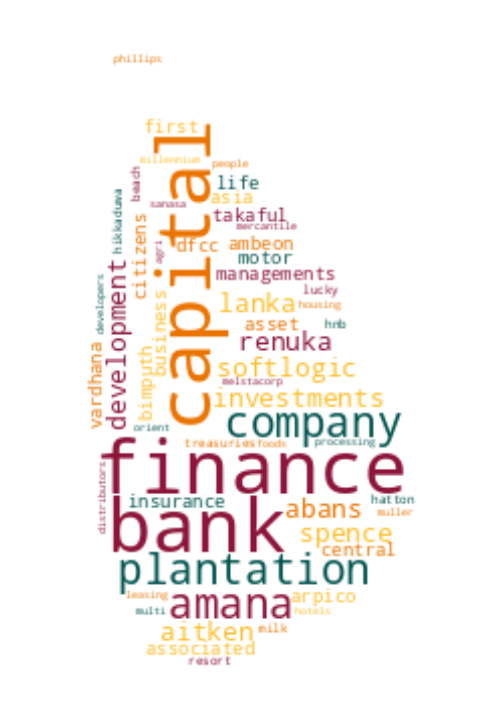 phillips
first
capital
millennium
people
beach
life
hikkaduwa
sanasa
asia
takaful
citizens
mercantile
dfcc
ambeon
agri
motor
managements
development
developers
lucky
business
lanka
housing
asset
hnb
vardhana
bimputh
renuka
softlogic
melstacorp
investments
company
orient
treasuries
foods
processing
finance
distributors
bank
insurance
abans
hatton
muller
spence
central
plantation
leasing
amana
arpico
multi
hotels
aitken
milk
associated
resort